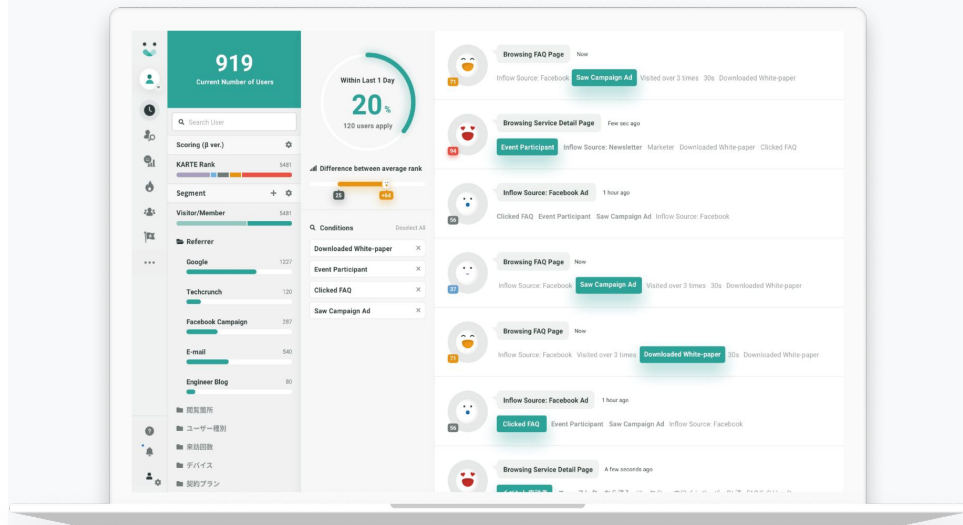 919
Current Number of Users
Search User
Scoring (β ver.)
KARTE Rank 5481
Segment
Visitor/Member 5481
Referrer
Google 1227
Techcrunch 120
Facebook Campaign 287
E-mail 540
Engineer Blog 80
閲覧箇所
ユーザー種別
来訪回数
デバイス
契約プラン
Within Last 1 Day
20%
120 users apply
Difference between average rank
25 +64
Conditions Deselect All
Downloaded White-paper ×
Event Participant ×
Clicked FAQ ×
Saw Campaign Ad ×
Browsing FAQ Page Now
71 Inflow Source: Facebook Saw Campaign Ad Visited over 3 times 30s Downloaded White-paper
Browsing Service Detail Page Few sec ago
94 Event Participant Inflow Source: Newsletter Marketer Downloaded White-paper Clicked FAQ
Inflow Source: Facebook Ad 1 hour ago
56 Clicked FAQ Event Participant Saw Campaign Ad Inflow Source: Facebook
Browsing FAQ Page Now
37 Inflow Source: Facebook Saw Campaign Ad Visited over 3 times 30s Downloaded White-paper
Browsing FAQ Page Now
71 Inflow Source: Facebook Visited over 3 times Downloaded White-paper 30s Downloaded White-paper
Inflow Source: Facebook Ad 1 hour ago
56 Clicked FAQ Event Participant Saw Campaign Ad Inflow Source: Facebook
Browsing Service Detail Page A few seconds ago